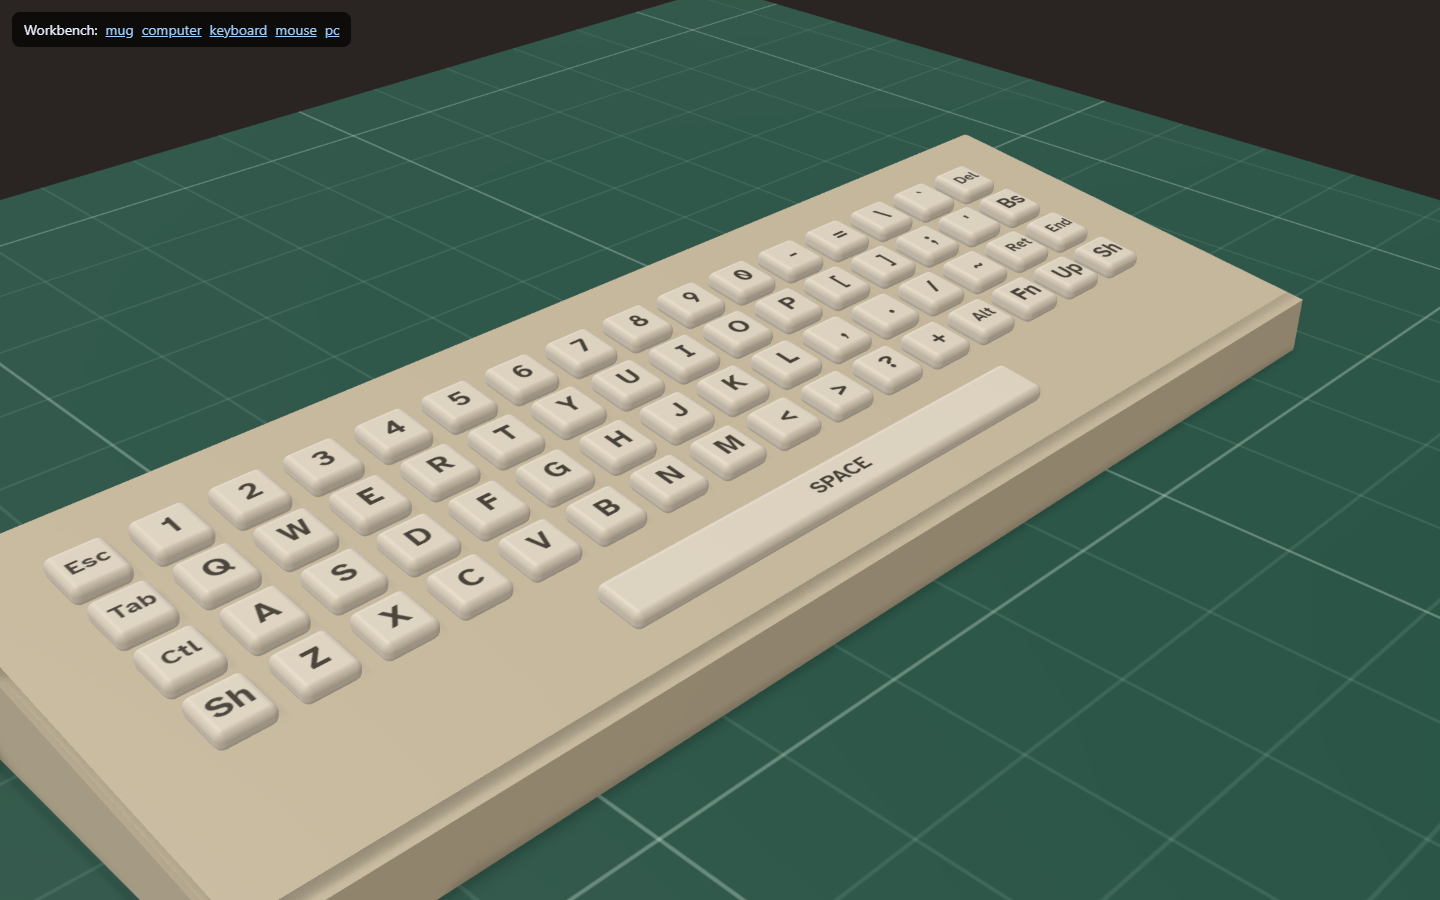 Workbench: mug computer keyboard mouse pc
Esc 1 2 3 4 5 6 7 8 9 0 - = \ ` Del
Tab Q W E R T Y U I O P [ ] ; ' Bs
Ctl A S D F G H J K L , . / ~ Ret End
Sh Z X C V B N M < > ? + Alt Fn Up Sh
SPACE